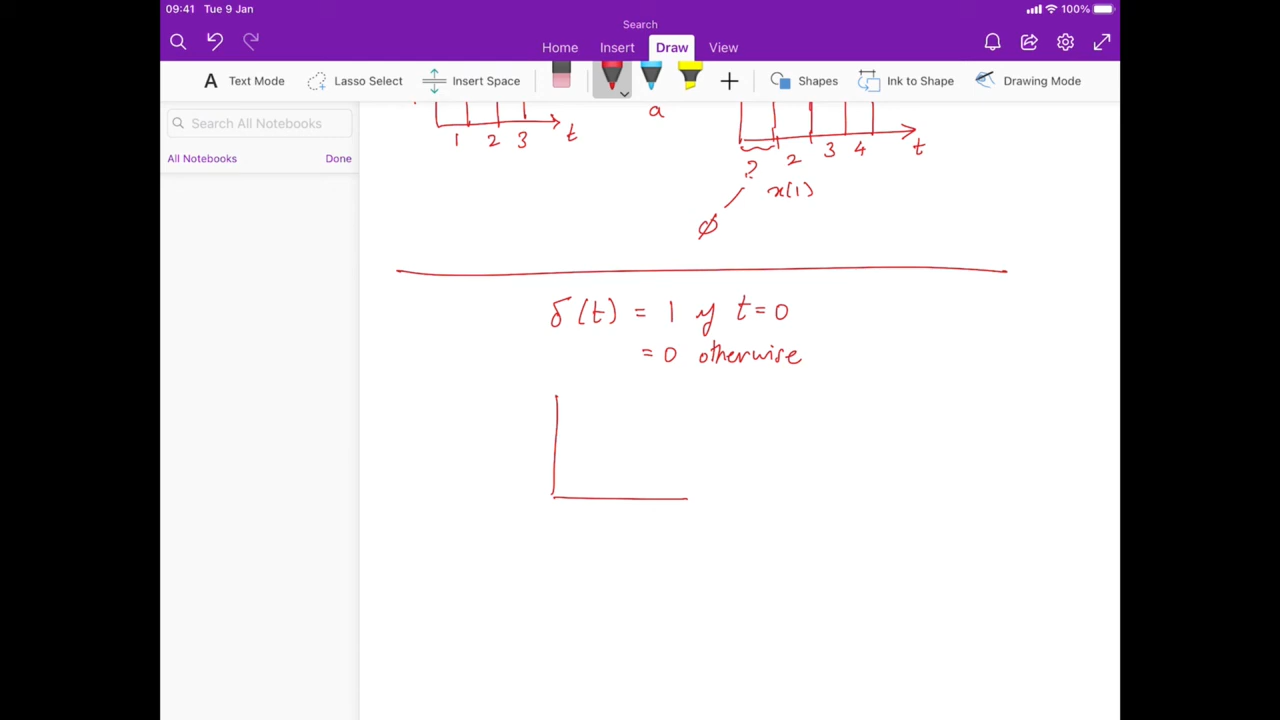 09:41 Tue 9 Jan
100%
Search
Home Insert Draw View
A Text Mode Lasso Select Insert Space Shapes Ink to Shape Drawing Mode
Search All Notebooks
All Notebooks Done
1 2 3 t
a
? 2 3 4 t
x(1)
φ
δ(t) = 1 if t=0
= 0 otherwise